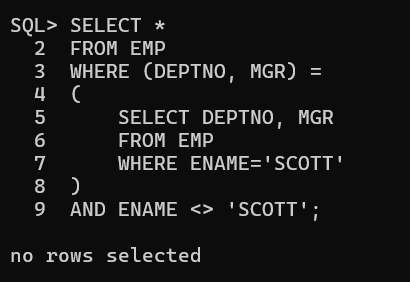 SQL> SELECT *
  2  FROM EMP
  3  WHERE (DEPTNO, MGR) =
  4  (
  5      SELECT DEPTNO, MGR
  6      FROM EMP
  7      WHERE ENAME='SCOTT'
  8  )
  9  AND ENAME <> 'SCOTT';

no rows selected